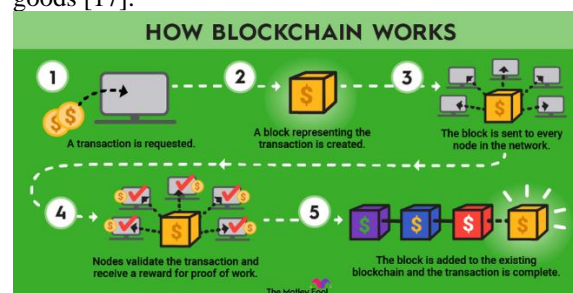 goods [17].
HOW BLOCKCHAIN WORKS
1
2
3
A transaction is requested.
A block representing the
transaction is created.
The block is sent to every
node in the network.
4
5
Nodes validate the transaction and
receive a reward for proof of work.
The block is added to the existing
blockchain and the transaction is complete.
The Motley Fool